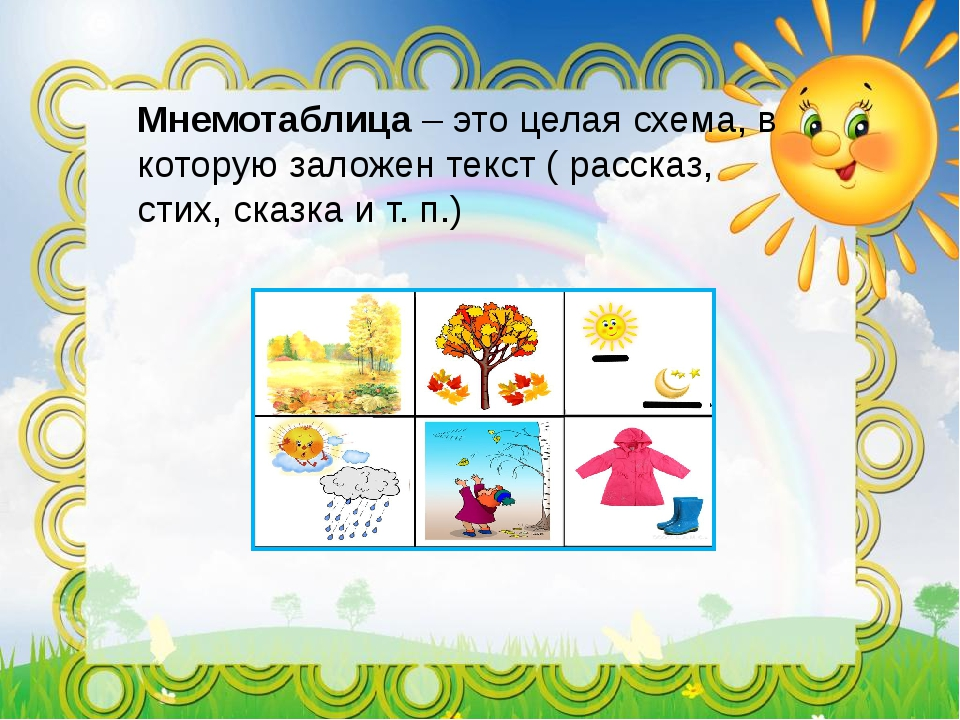 Мнемотаблица – это целая схема, в
которую заложен текст ( рассказ,
стих, сказка и т. п.)